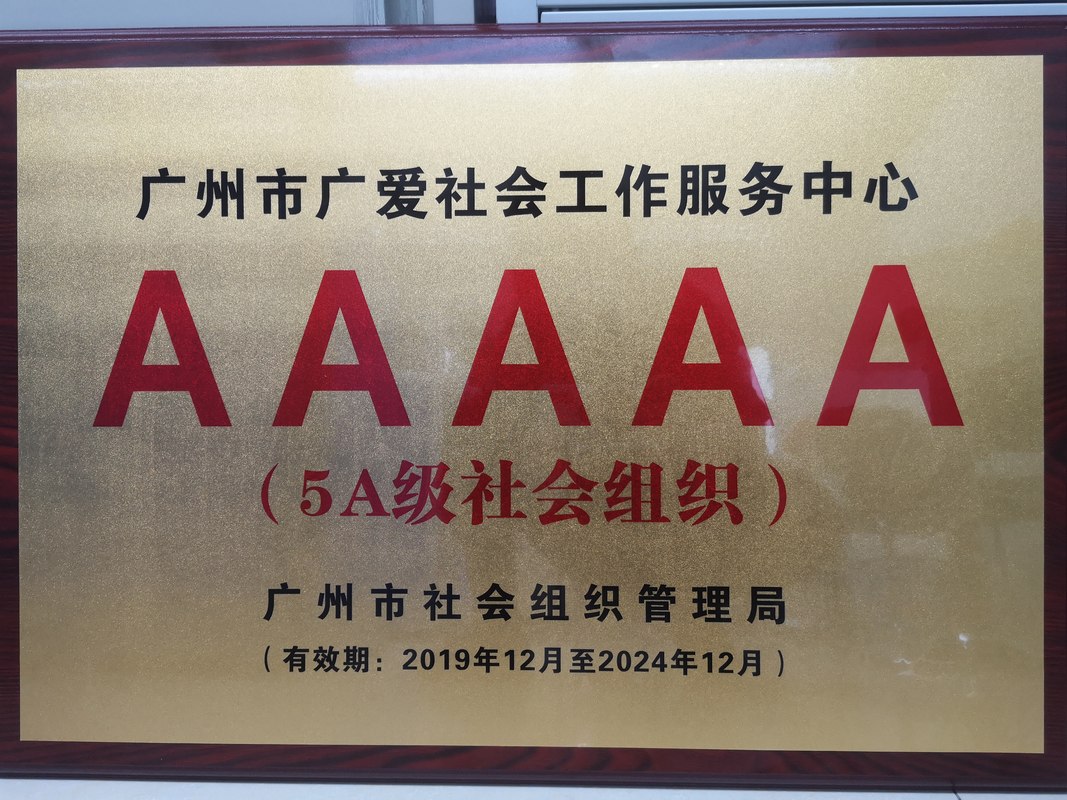 广州市广爱社会工作服务中心
AAAAA
（5A级社会组织）
广州市社会组织管理局
（有效期：2019年12月至2024年12月）